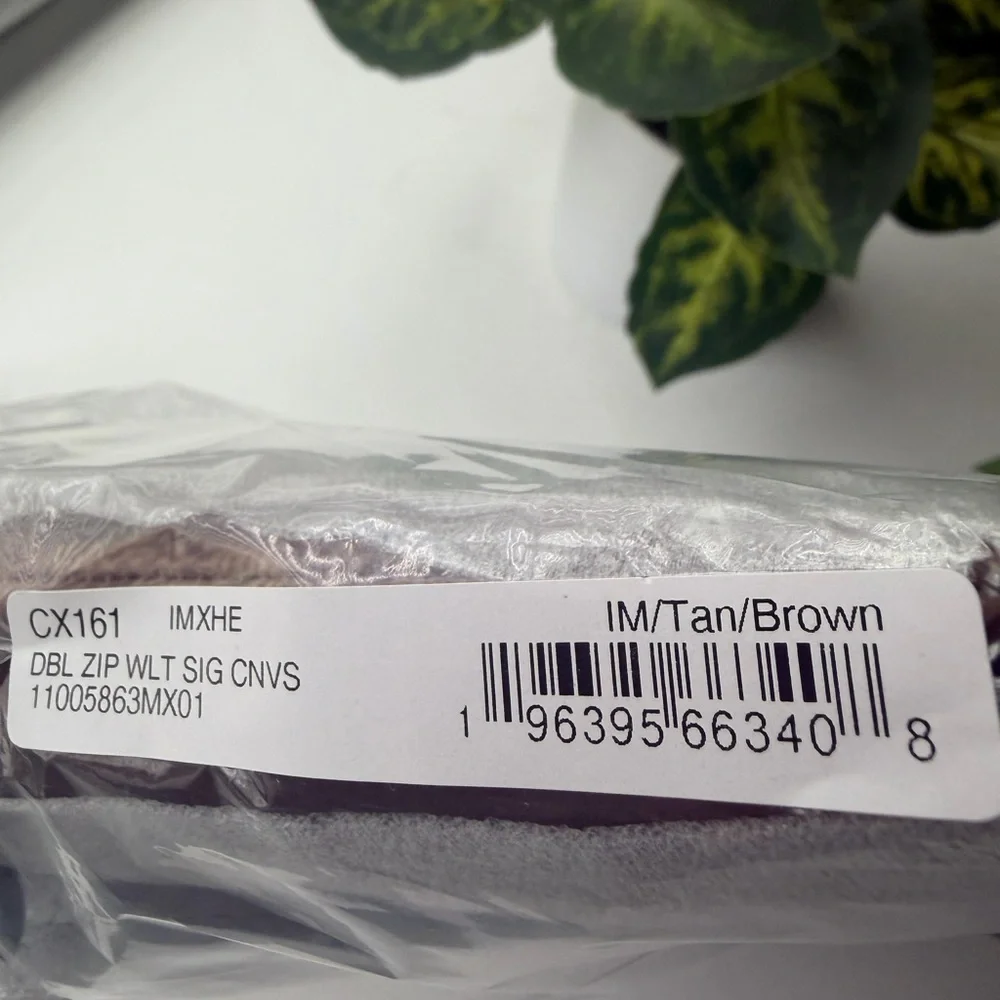 CX161 IMXHE
DBL ZIP WLT SIG CNVS
11005863MX01
IM/Tan/Brown
1 96395 66340 8